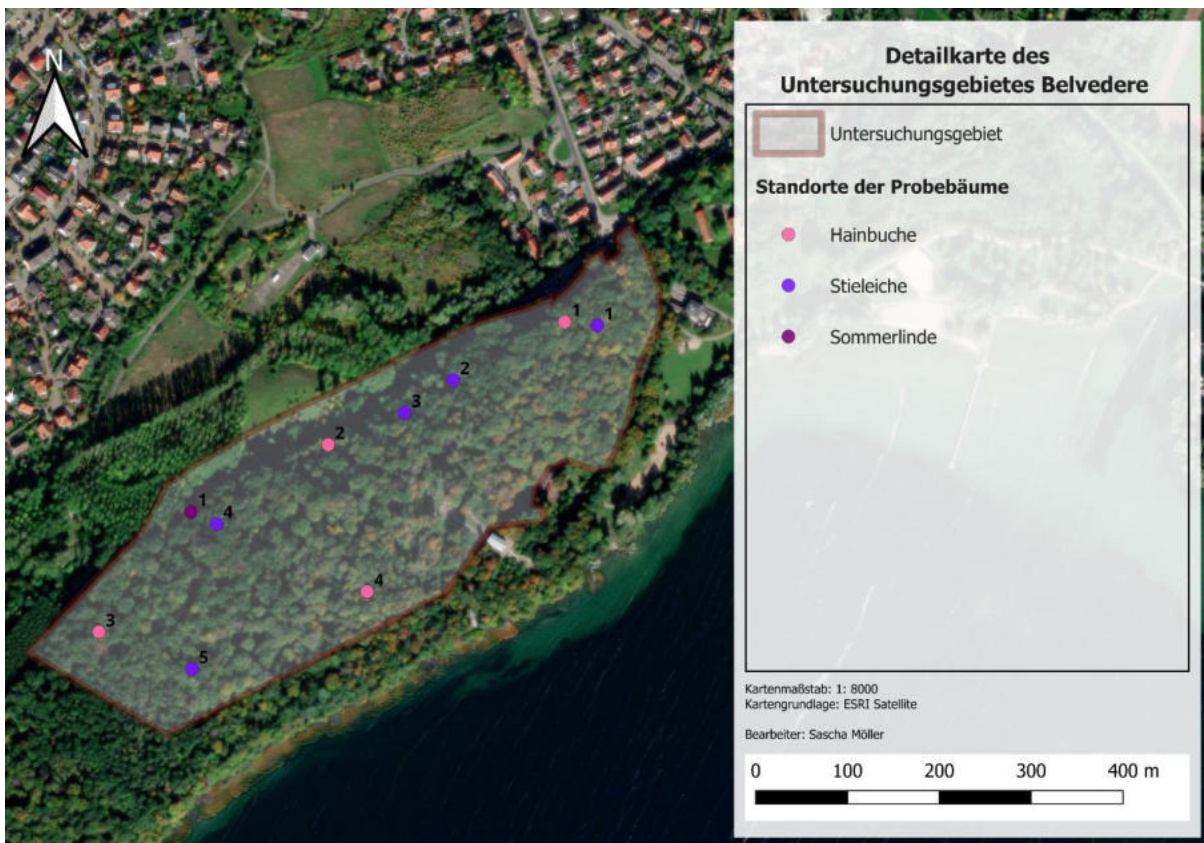 N
Detailkarte des
Untersuchungsgebietes Belvedere
Untersuchungsgebiet
Standorte der Probebäume
Hainbuche
Stieleiche
Sommerlinde
1
1
2
3
2
1
4
4
3
5
Kartenmaßstab: 1: 8000
Kartengrundlage: ESRI Satellite
Bearbeiter: Sascha Möller
0 100 200 300 400 m